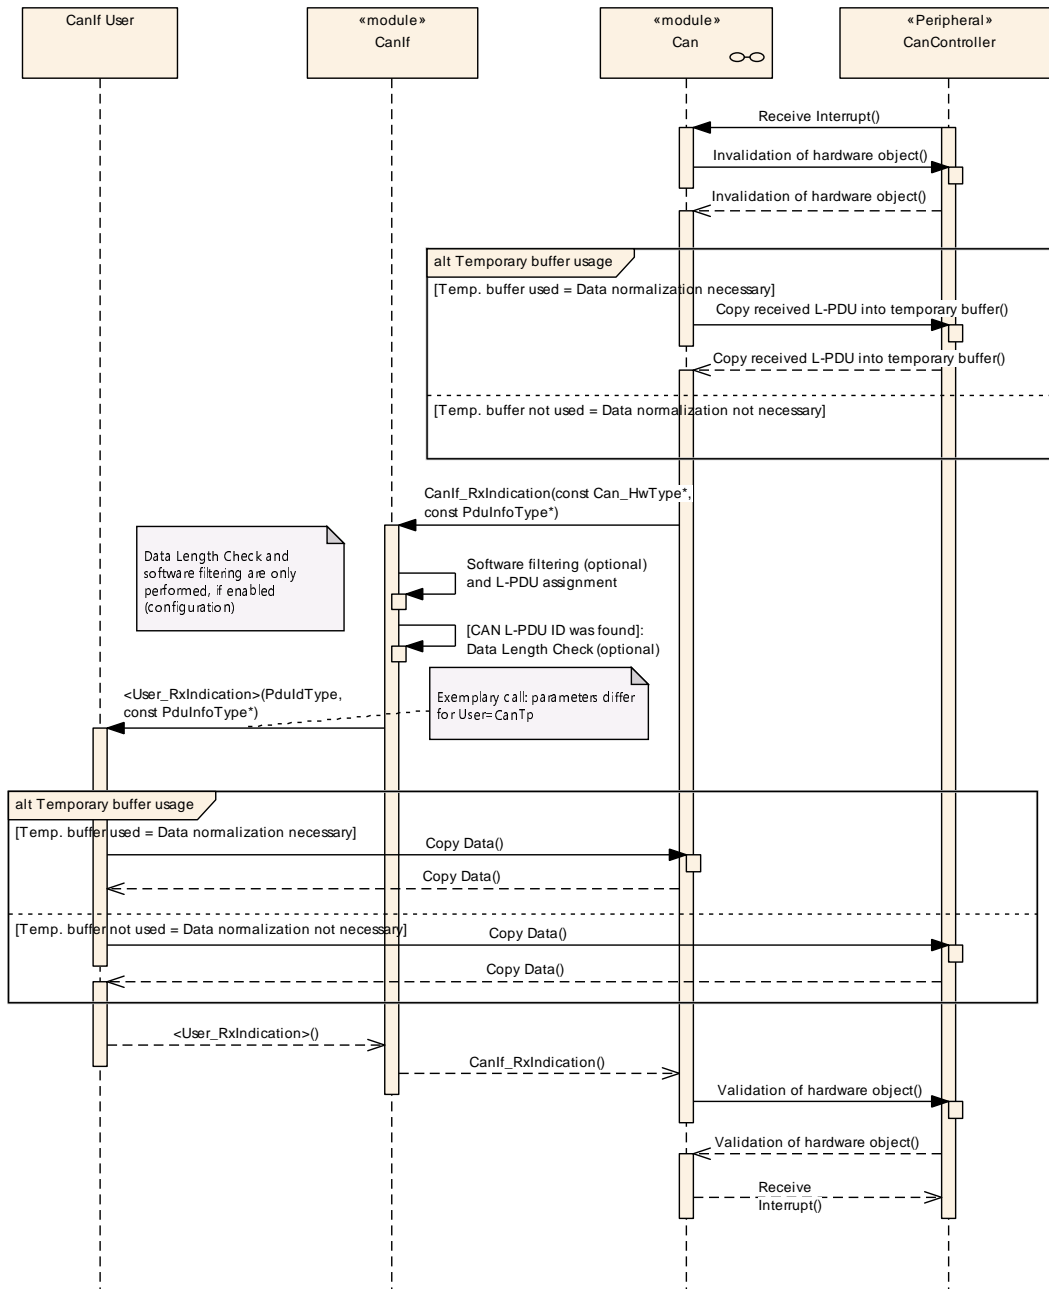 CanIf User
«module»
CanIf
«module»
Can
«Peripheral»
CanController
Receive Interrupt()
Invalidation of hardware object()
Invalidation of hardware object()
alt Temporary buffer usage
[Temp. buffer used = Data normalization necessary]
Copy received L-PDU into temporary buffer()
Copy received L-PDU into temporary buffer()
[Temp. buffer not used = Data normalization not necessary]
CanIf_RxIndication(const Can_HwType*,
const PduInfoType*)
Data Length Check and
software filtering are only
performed, if enabled
(configuration)
Software filtering (optional)
and L-PDU assignment
[CAN L-PDU ID was found]:
Data Length Check (optional)
<User_RxIndication>(PduIdType,
const PduInfoType*)
Exemplary call: parameters differ
for User=CanTp
alt Temporary buffer usage
[Temp. buffer used = Data normalization necessary]
Copy Data()
Copy Data()
[Temp. buffer not used = Data normalization not necessary]
Copy Data()
Copy Data()
<User_RxIndication>()
CanIf_RxIndication()
Validation of hardware object()
Validation of hardware object()
Receive
Interrupt()